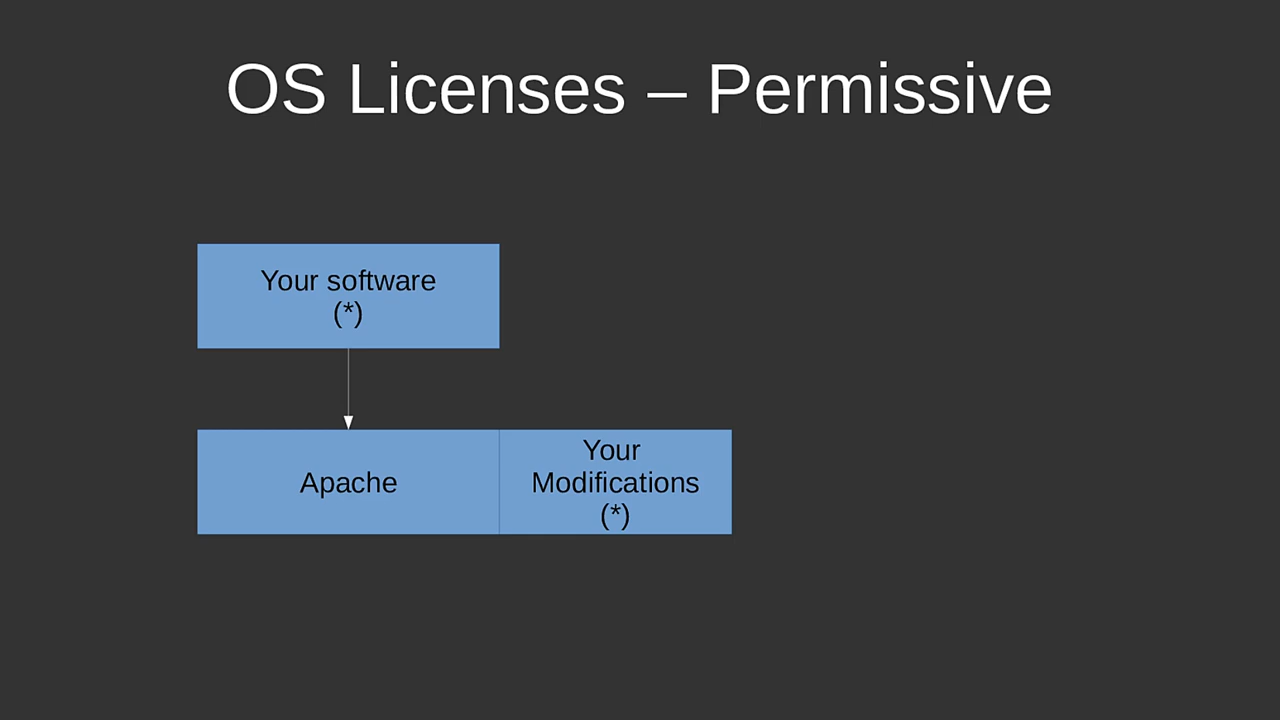 OS Licenses – Permissive
Your software
(*)
Apache
Your
Modifications
(*)